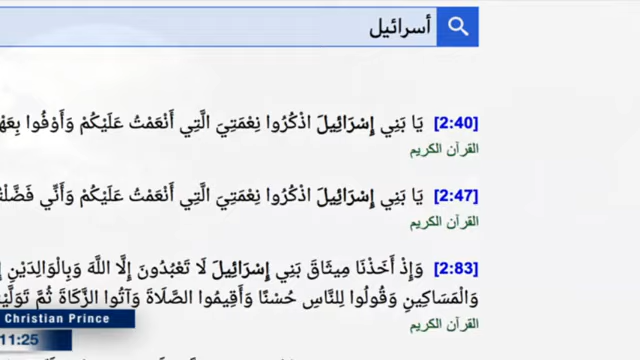 أسرائيل
[2:40] يَا بَنِي إِسْرَائِيلَ اذْكُرُوا نِعْمَتِيَ الَّتِي أَنْعَمْتُ عَلَيْكُمْ وَأَوْفُوا
القرآن الكريم
[2:47] يَا بَنِي إِسْرَائِيلَ اذْكُرُوا نِعْمَتِيَ الَّتِي أَنْعَمْتُ عَلَيْكُمْ وَأَنِّي
القرآن الكريم
[2:83] وَإِذْ أَخَذْنَا مِيثَاقَ بَنِي إِسْرَائِيلَ لَا تَعْبُدُونَ إِلَّا اللَّهَ وَبِالْوَالِدَيْنِ
وَالْمَسَاكِينِ وَقُولُوا لِلنَّاسِ حُسْنًا وَأَقِيمُوا الصَّلَاةَ وَآتُوا الزَّكَاةَ ثُمَّ
القرآن الكريم
Christian Prince
11:25